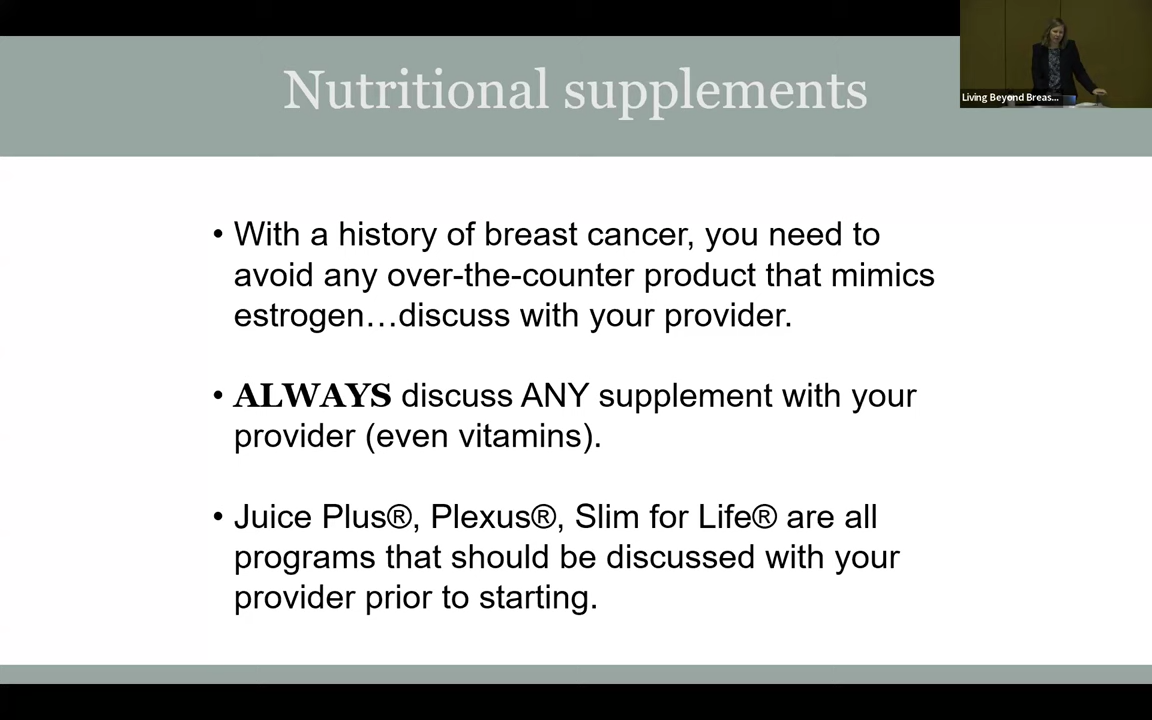 Nutritional supplements
Living Beyond Breas...
• With a history of breast cancer, you need to
avoid any over-the-counter product that mimics
estrogen…discuss with your provider.
• ALWAYS discuss ANY supplement with your
provider (even vitamins).
• Juice Plus®, Plexus®, Slim for Life® are all
programs that should be discussed with your
provider prior to starting.